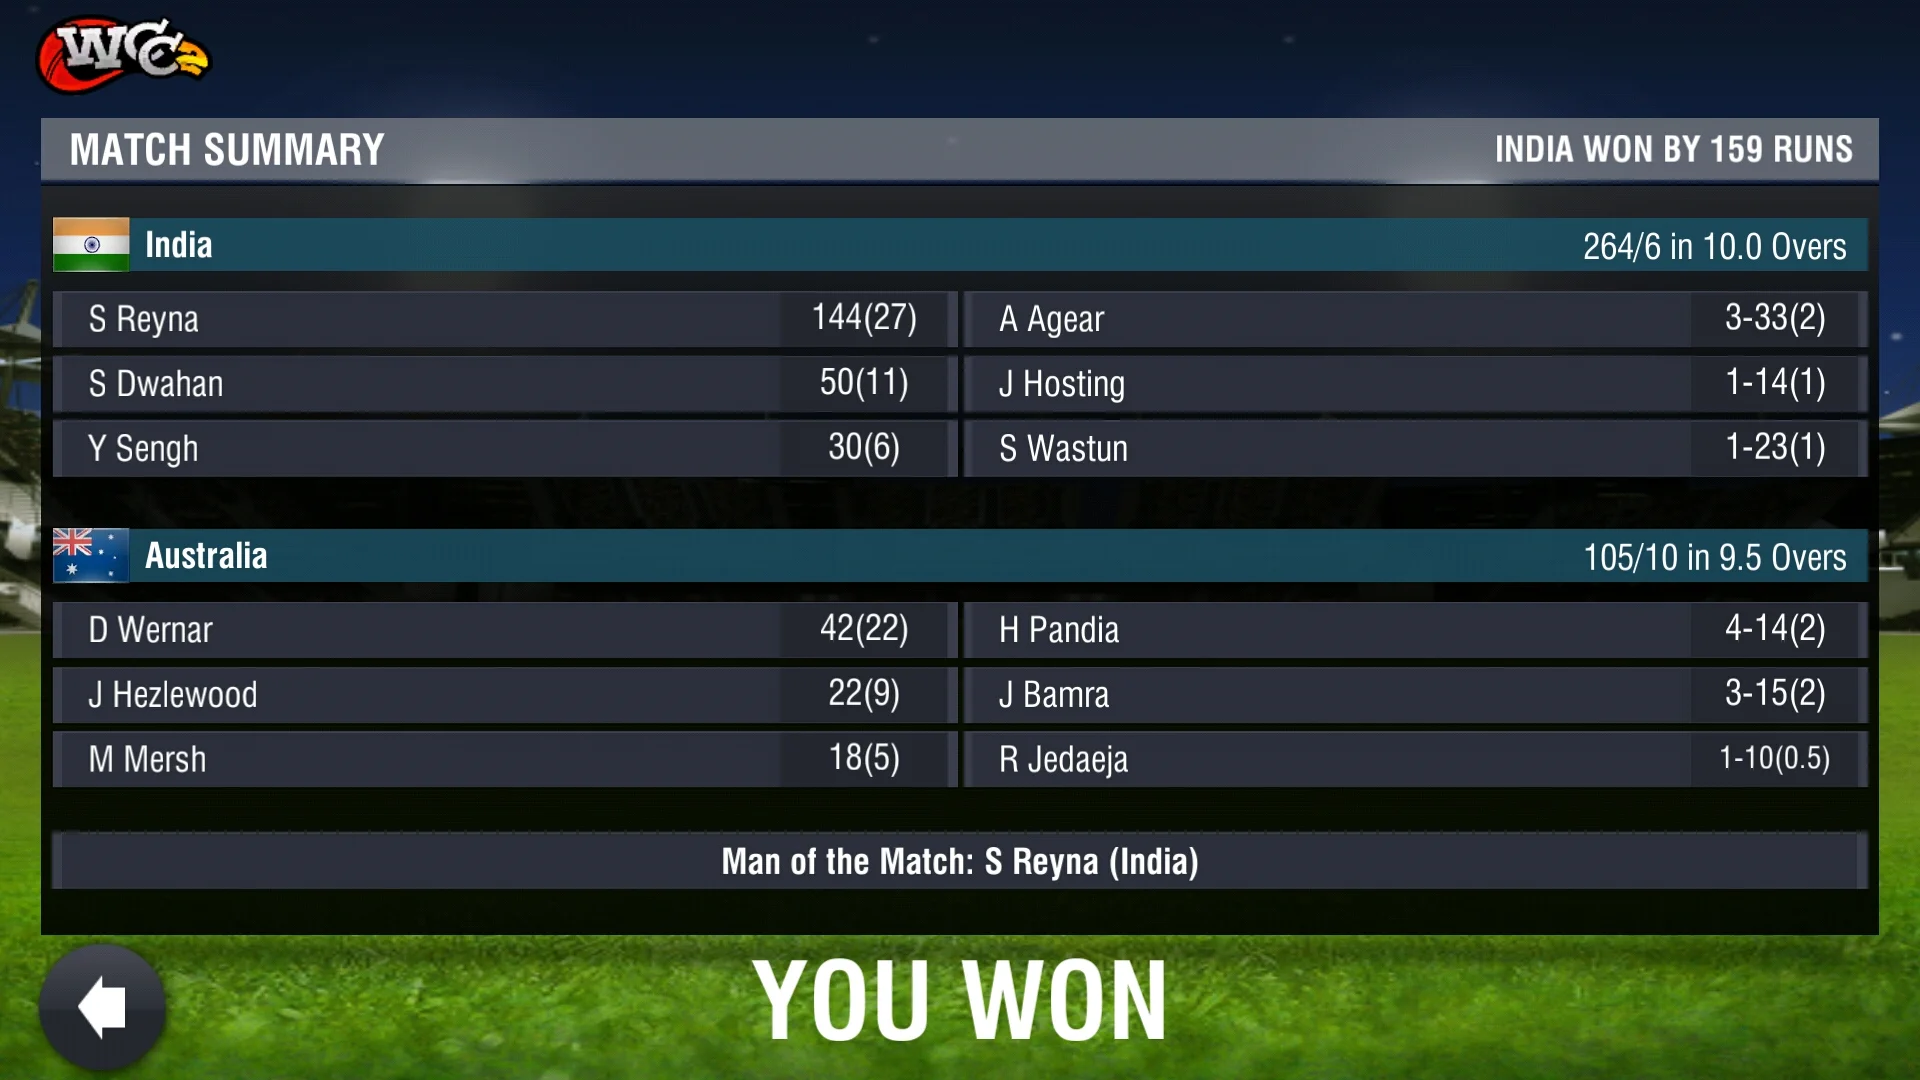 WCC2
MATCH SUMMARY INDIA WON BY 159 RUNS
India 264/6 in 10.0 Overs
S Reyna 144(27) A Agear 3-33(2)
S Dwahan 50(11) J Hosting 1-14(1)
Y Sengh 30(6) S Wastun 1-23(1)
Australia 105/10 in 9.5 Overs
D Wernar 42(22) H Pandia 4-14(2)
J Hezlewood 22(9) J Bamra 3-15(2)
M Mersh 18(5) R Jedaeja 1-10(0.5)
Man of the Match: S Reyna (India)
YOU WON